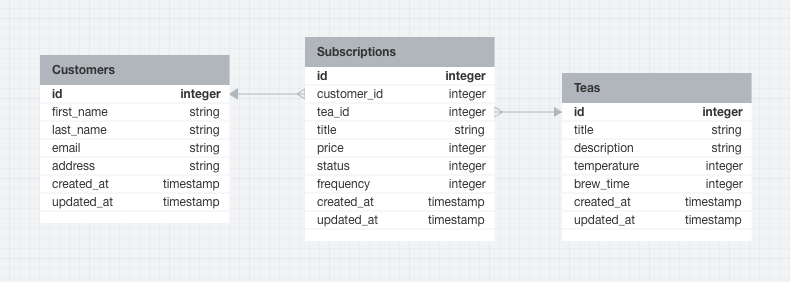 Customers
id integer
first_name string
last_name string
email string
address string
created_at timestamp
updated_at timestamp
Subscriptions
id integer
customer_id integer
tea_id integer
title string
price integer
status integer
frequency integer
created_at timestamp
updated_at timestamp
Teas
id integer
title string
description string
temperature integer
brew_time integer
created_at timestamp
updated_at timestamp